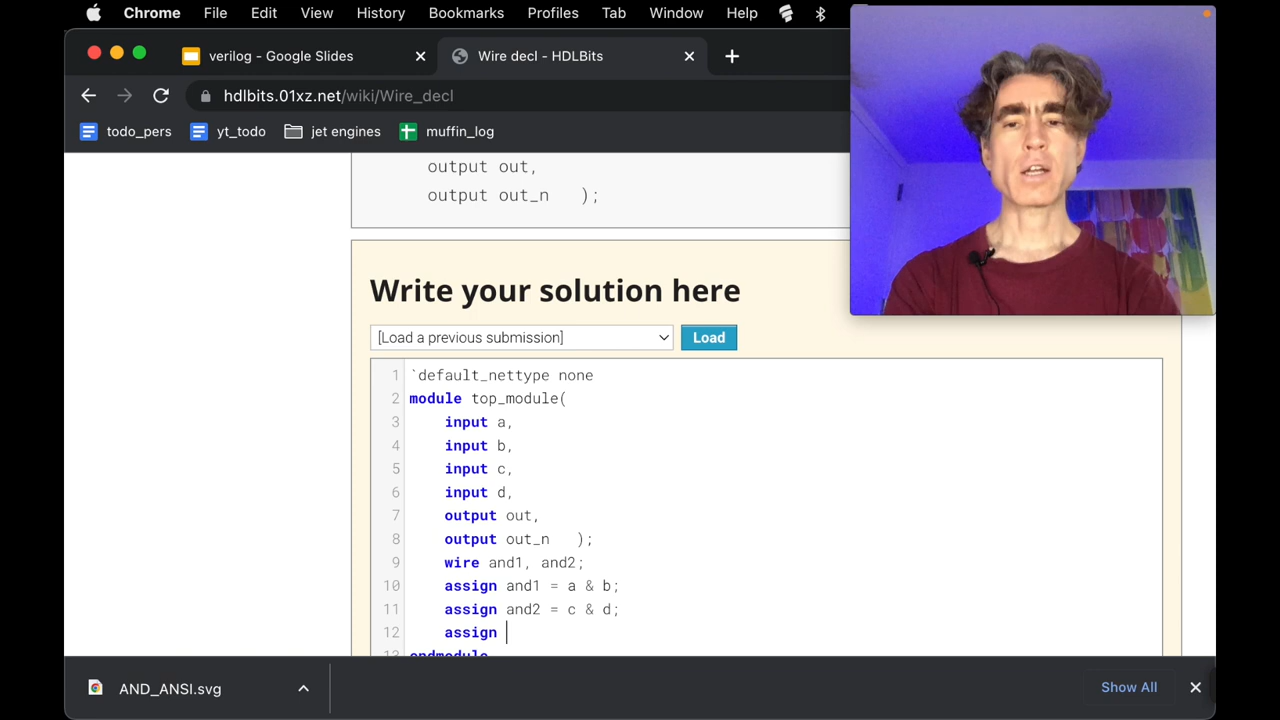 Chrome File Edit View History Bookmarks Profiles Tab Window Help
verilog - Google Slides
Wire decl - HDLBits
hdlbits.01xz.net/wiki/Wire_decl
todo_pers yt_todo jet engines muffin_log
output out,
output out_n );
Write your solution here
[Load a previous submission] Load
1 `default_nettype none
2 module top_module(
3 input a,
4 input b,
5 input c,
6 input d,
7 output out,
8 output out_n );
9 wire and1, and2;
10 assign and1 = a & b;
11 assign and2 = c & d;
12 assign
13 endmodule
AND_ANSI.svg
Show All